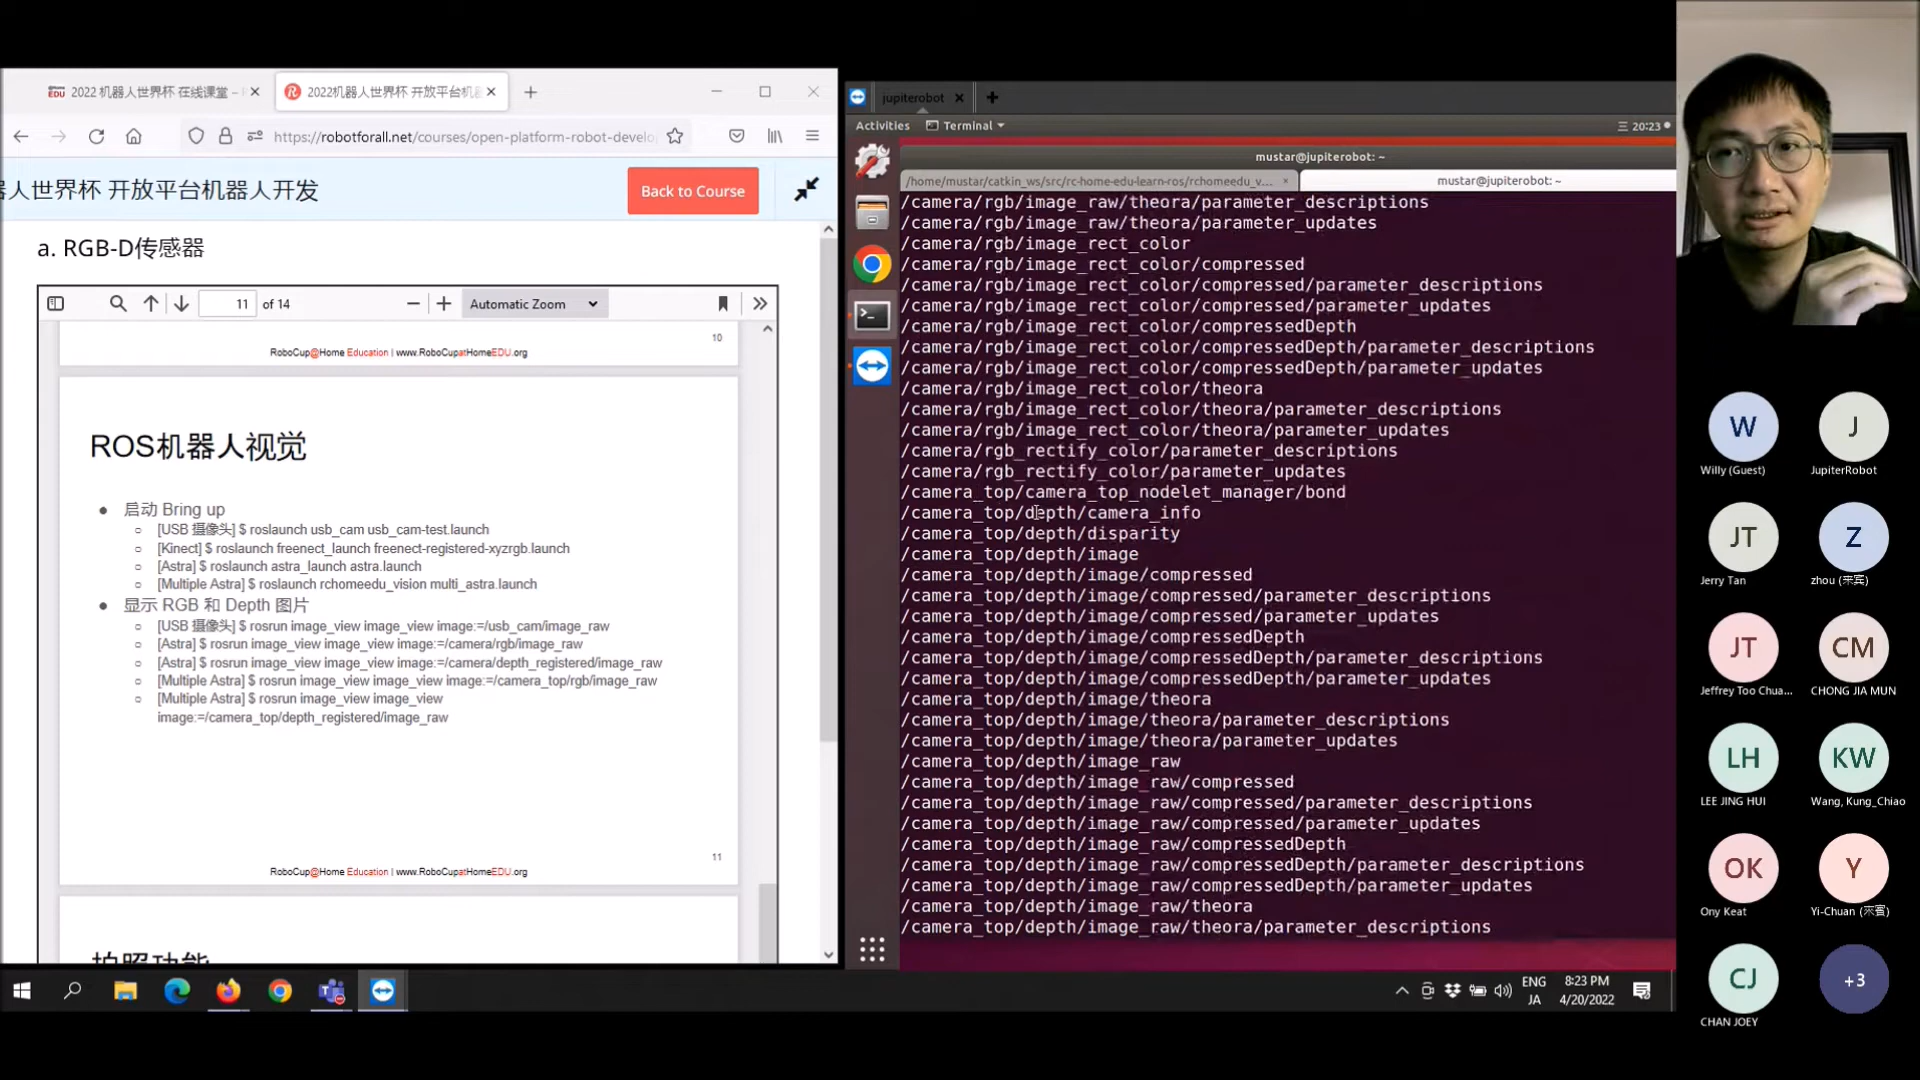 2022 机器人世界杯 在线课堂 –
2022机器人世界杯 开放平台机器
https://robotforall.net/courses/open-platform-robot-develo
器人世界杯 开放平台机器人开发
Back to Course
a. RGB-D传感器
11 of 14
Automatic Zoom
10
RoboCup@Home Education | www.RoboCupatHomeEDU.org
ROS机器人视觉
启动 Bring up
[USB 摄像头] $ roslaunch usb_cam usb_cam-test.launch
[Kinect] $ roslaunch freenect_launch freenect-registered-xyzrgb.launch
[Astra] $ roslaunch astra_launch astra.launch
[Multiple Astra] $ roslaunch rchomeedu_vision multi_astra.launch
显示 RGB 和 Depth 图片
[USB 摄像头] $ rosrun image_view image_view image:=/usb_cam/image_raw
[Astra] $ rosrun image_view image_view image:=/camera/rgb/image_raw
[Astra] $ rosrun image_view image_view image:=/camera/depth_registered/image_raw
[Multiple Astra] $ rosrun image_view image_view image:=/camera_top/rgb/image_raw
[Multiple Astra] $ rosrun image_view image_view
image:=/camera_top/depth_registered/image_raw
11
RoboCup@Home Education | www.RoboCupatHomeEDU.org
拍照功能
jupiterobot
Activities
Terminal
20:23
mustar@jupiterobot: ~
/home/mustar/catkin_ws/src/rc-home-edu-learn-ros/rchomeedu_v...
mustar@jupiterobot: ~
/camera/rgb/image_raw/theora/parameter_descriptions
/camera/rgb/image_raw/theora/parameter_updates
/camera/rgb/image_rect_color
/camera/rgb/image_rect_color/compressed
/camera/rgb/image_rect_color/compressed/parameter_descriptions
/camera/rgb/image_rect_color/compressed/parameter_updates
/camera/rgb/image_rect_color/compressedDepth
/camera/rgb/image_rect_color/compressedDepth/parameter_descriptions
/camera/rgb/image_rect_color/compressedDepth/parameter_updates
/camera/rgb/image_rect_color/theora
/camera/rgb/image_rect_color/theora/parameter_descriptions
/camera/rgb/image_rect_color/theora/parameter_updates
/camera/rgb_rectify_color/parameter_descriptions
/camera/rgb_rectify_color/parameter_updates
/camera_top/camera_top_nodelet_manager/bond
/camera_top/depth/camera_info
/camera_top/depth/disparity
/camera_top/depth/image
/camera_top/depth/image/compressed
/camera_top/depth/image/compressed/parameter_descriptions
/camera_top/depth/image/compressed/parameter_updates
/camera_top/depth/image/compressedDepth
/camera_top/depth/image/compressedDepth/parameter_descriptions
/camera_top/depth/image/compressedDepth/parameter_updates
/camera_top/depth/image/theora
/camera_top/depth/image/theora/parameter_descriptions
/camera_top/depth/image/theora/parameter_updates
/camera_top/depth/image_raw
/camera_top/depth/image_raw/compressed
/camera_top/depth/image_raw/compressed/parameter_descriptions
/camera_top/depth/image_raw/compressed/parameter_updates
/camera_top/depth/image_raw/compressedDepth
/camera_top/depth/image_raw/compressedDepth/parameter_descriptions
/camera_top/depth/image_raw/compressedDepth/parameter_updates
/camera_top/depth/image_raw/theora
/camera_top/depth/image_raw/theora/parameter_descriptions
W
Willy (Guest)
J
JupiterRobot
JT
Jerry Tan
Z
zhou (来宾)
JT
Jeffrey Too Chua...
CM
CHONG JIA MUN
LH
LEE JING HUI
KW
Wang, Kung_Chiao
OK
Ony Keat
Y
Yi-Chuan (來賓)
CJ
CHAN JOEY
+3
ENG
JA
8:23 PM
4/20/2022